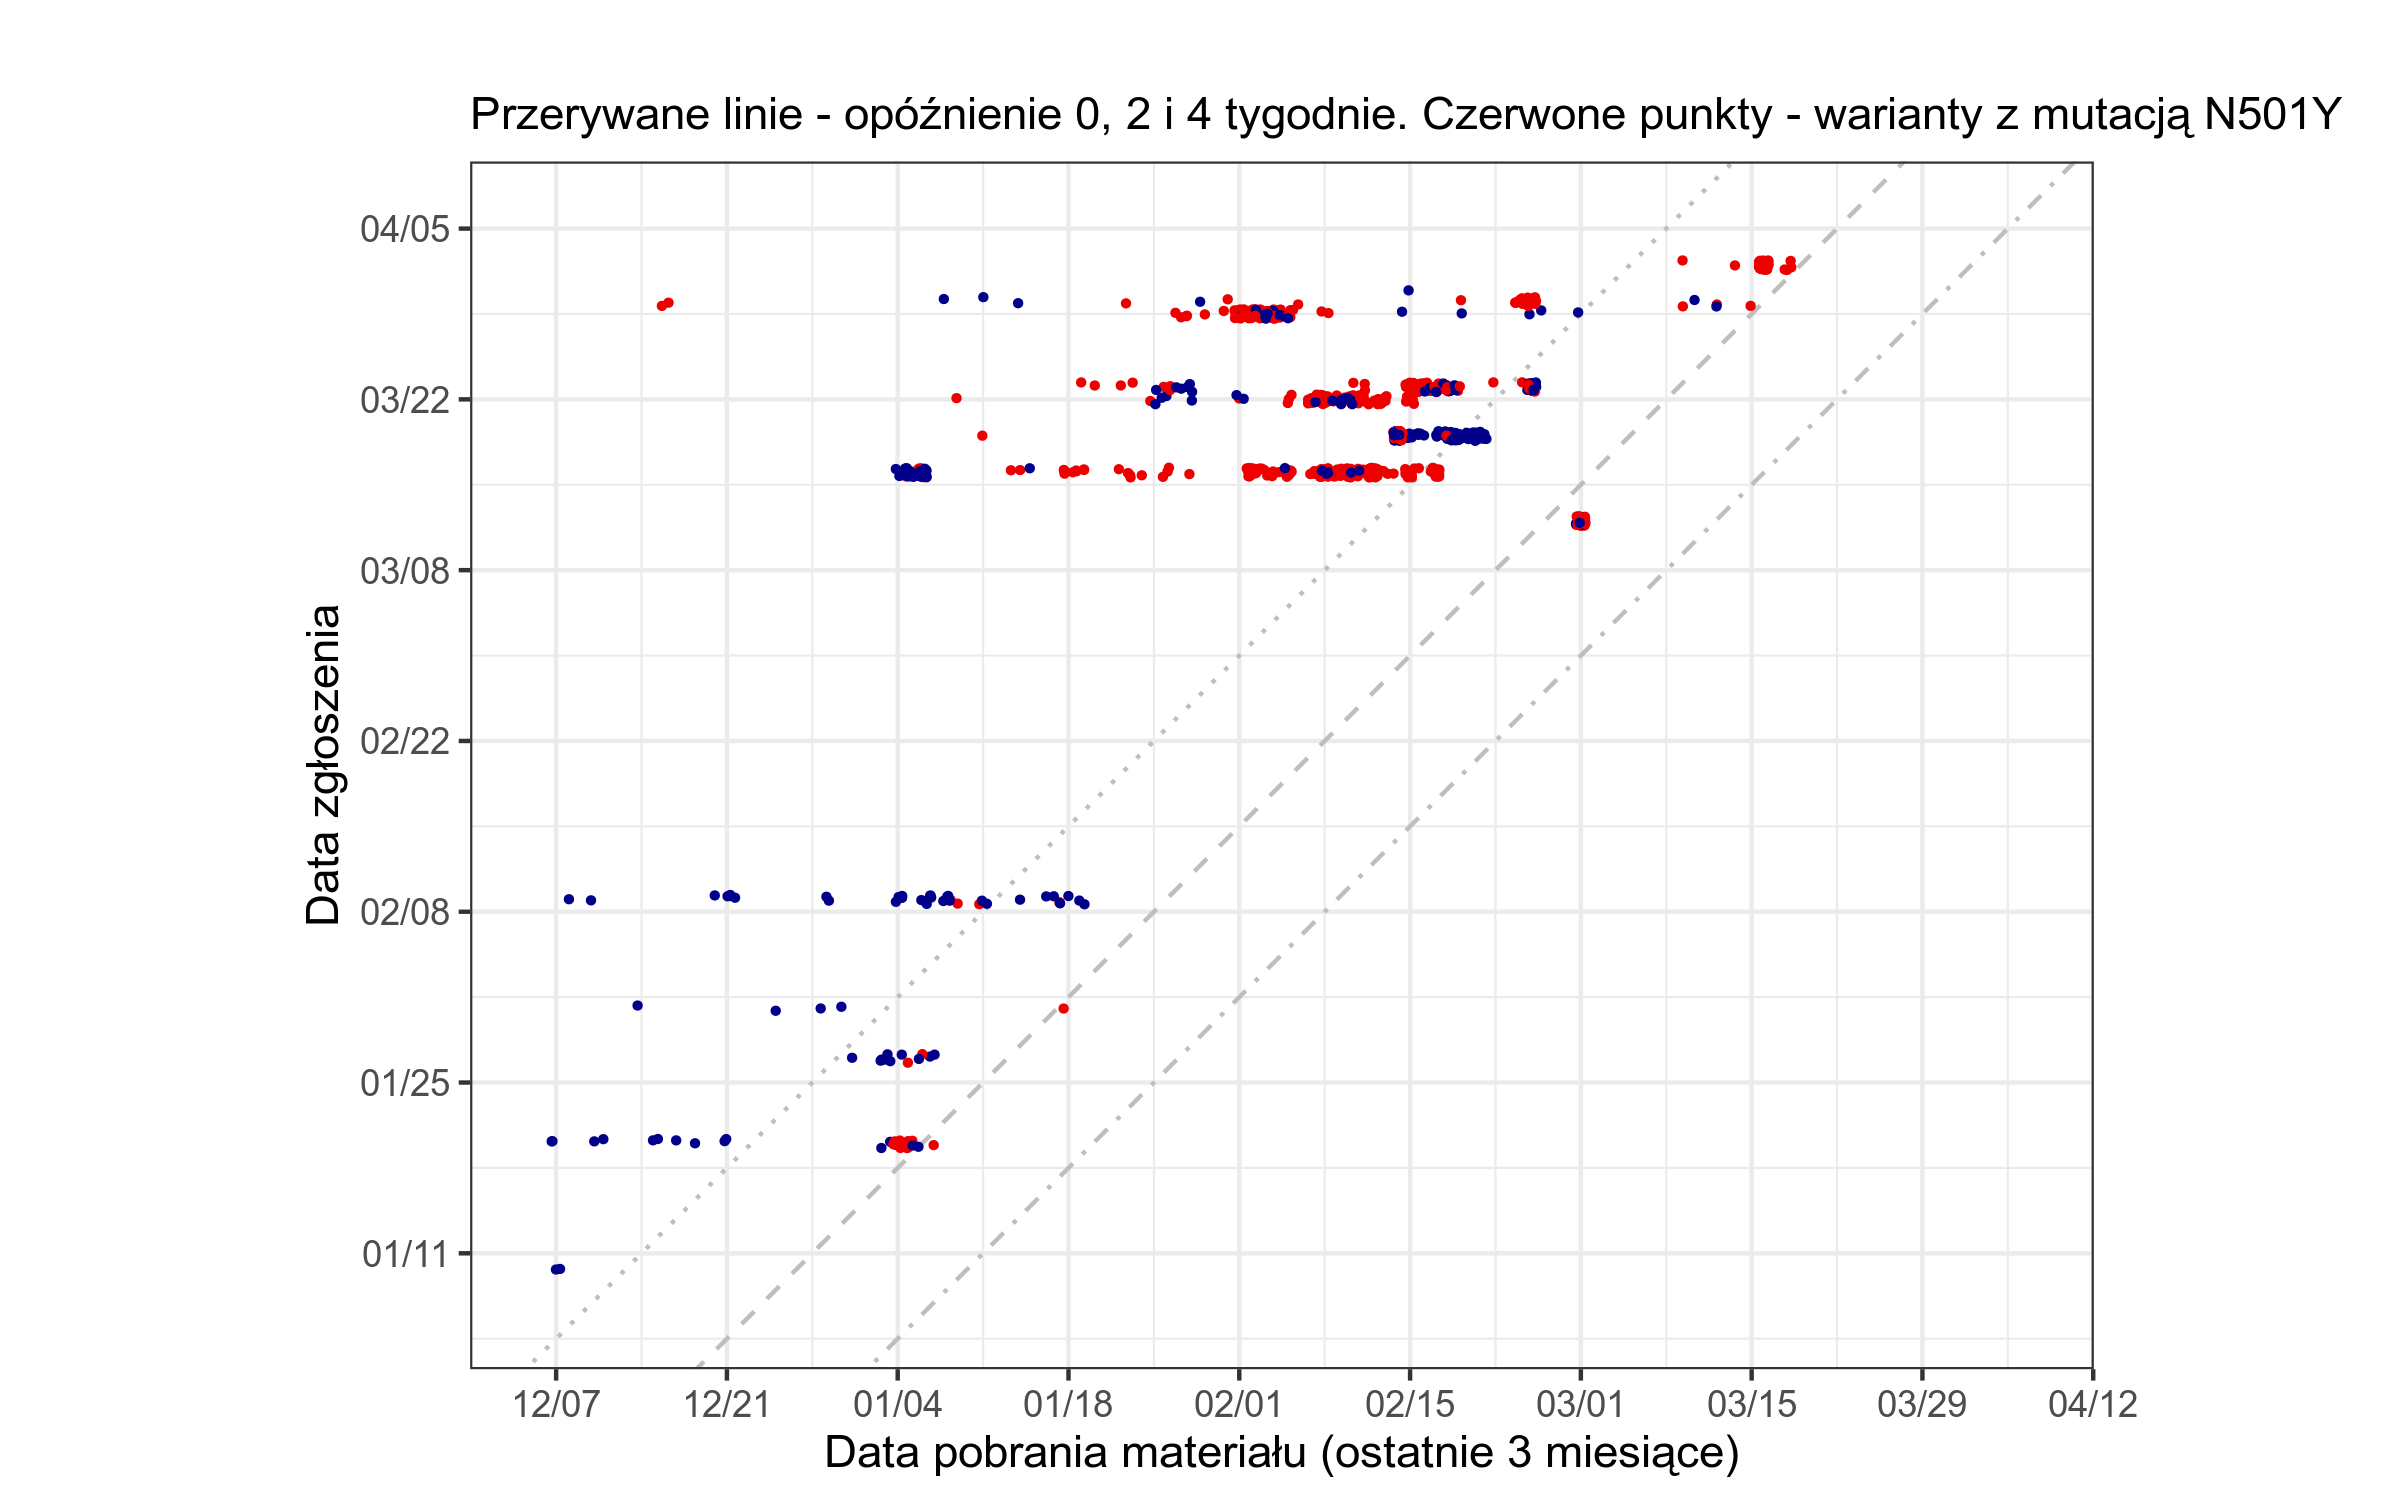 Przerywane linie - opóźnienie 0, 2 i 4 tygodnie. Czerwone punkty - warianty z mutacją N501Y
Data zgłoszenia
04/05
03/22
03/08
02/22
02/08
01/25
01/11
12/07 12/21 01/04 01/18 02/01 02/15 03/01 03/15 03/29 04/12
Data pobrania materiału (ostatnie 3 miesiące)